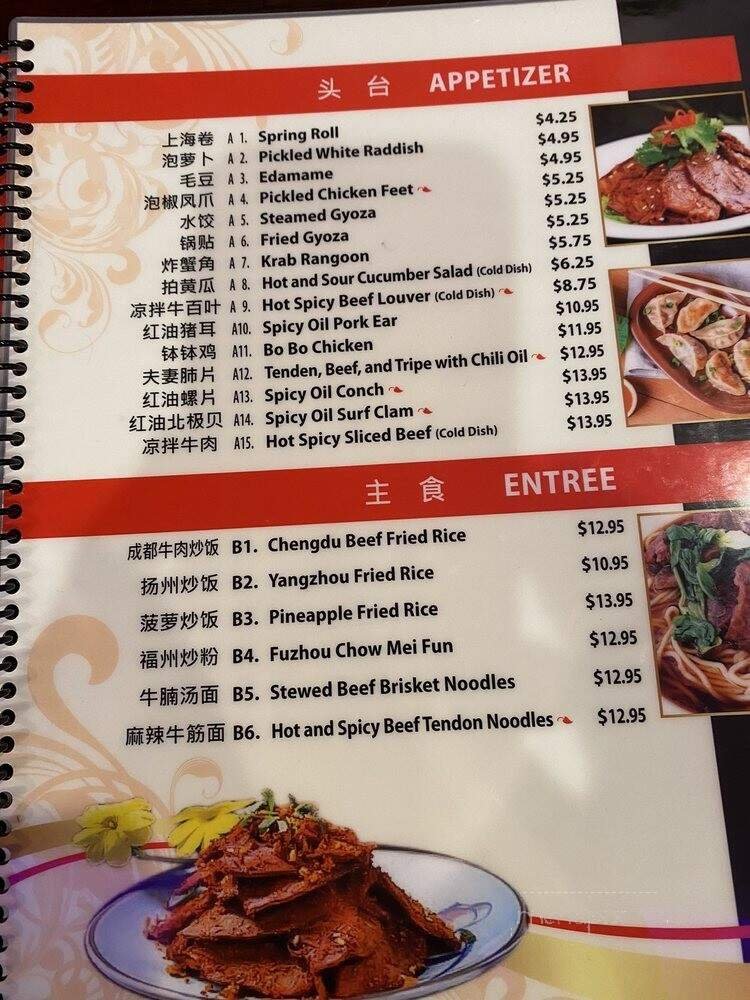 头台 APPETIZER
上海卷 A 1. Spring Roll $4.25
泡萝卜 A 2. Pickled White Raddish $4.95
毛豆 A 3. Edamame $4.95
泡椒凤爪 A 4. Pickled Chicken Feet $5.25
水饺 A 5. Steamed Gyoza $5.25
锅贴 A 6. Fried Gyoza $5.25
炸蟹角 A 7. Krab Rangoon $5.75
拍黄瓜 A 8. Hot and Sour Cucumber Salad (Cold Dish) $6.25
凉拌牛百叶 A 9. Hot Spicy Beef Louver (Cold Dish) $8.75
红油猪耳 A10. Spicy Oil Pork Ear $10.95
钵钵鸡 A11. Bo Bo Chicken $11.95
夫妻肺片 A12. Tenden, Beef, and Tripe with Chili Oil $12.95
红油螺片 A13. Spicy Oil Conch $13.95
红油北极贝 A14. Spicy Oil Surf Clam $13.95
凉拌牛肉 A15. Hot Spicy Sliced Beef (Cold Dish) $13.95
主食 ENTREE
成都牛肉炒饭 B1. Chengdu Beef Fried Rice $12.95
扬州炒饭 B2. Yangzhou Fried Rice $10.95
菠萝炒饭 B3. Pineapple Fried Rice $13.95
福州炒粉 B4. Fuzhou Chow Mei Fun $12.95
牛腩汤面 B5. Stewed Beef Brisket Noodles $12.95
麻辣牛筋面 B6. Hot and Spicy Beef Tendon Noodles $12.95